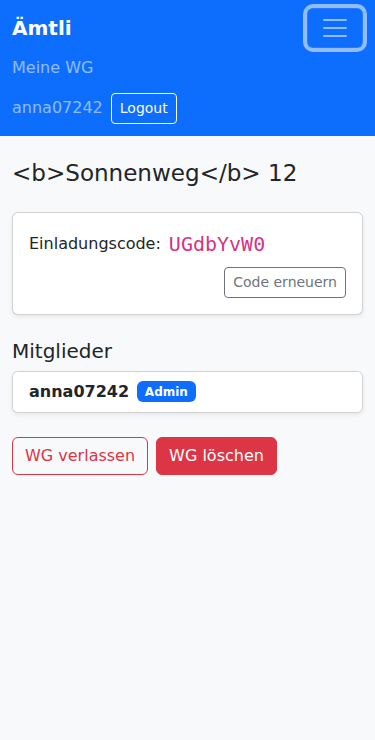 Ämtli
Meine WG
anna07242 Logout
<b>Sonnenweg</b> 12
Einladungscode: UGdbYvW0
Code erneuern
Mitglieder
anna07242 Admin
WG verlassen WG löschen